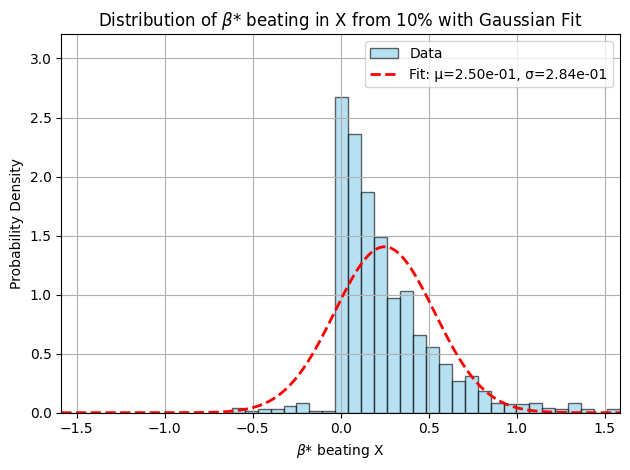 Distribution of β* beating in X from 10% with Gaussian Fit
Data
Fit: μ=2.50e-01, σ=2.84e-01
Probability Density
3.0
2.5
2.0
1.5
1.0
0.5
0.0
−1.5 −1.0 −0.5 0.0 0.5 1.0 1.5
β* beating X